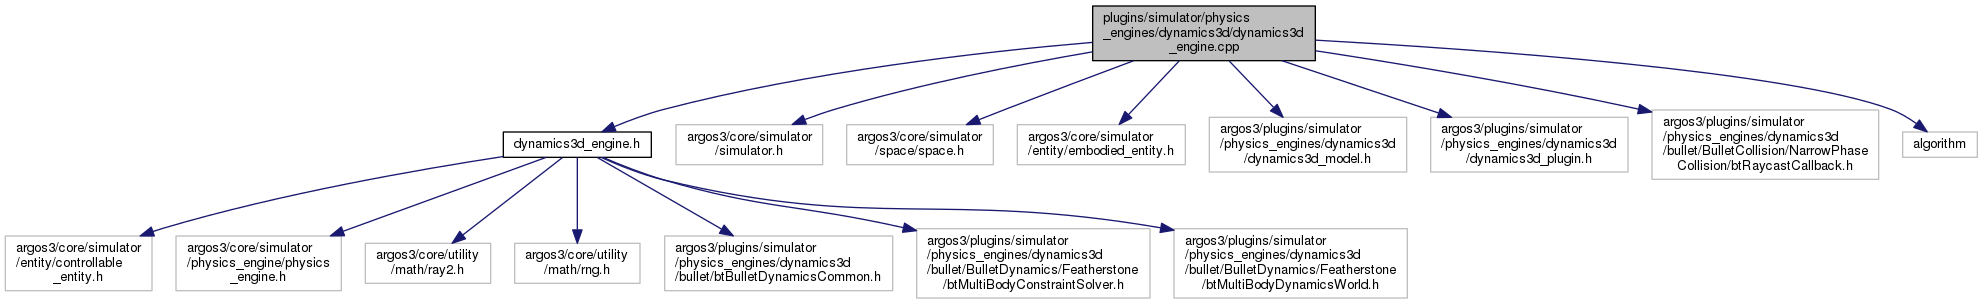 plugins/simulator/physics
_engines/dynamics3d/dynamics3d
_engine.cpp
dynamics3d_engine.h
argos3/core/simulator
/simulator.h
argos3/core/simulator
/space/space.h
argos3/core/simulator
/entity/embodied_entity.h
argos3/plugins/simulator
/physics_engines/dynamics3d
/dynamics3d_model.h
argos3/plugins/simulator
/physics_engines/dynamics3d
/dynamics3d_plugin.h
argos3/plugins/simulator
/physics_engines/dynamics3d
/bullet/BulletCollision/NarrowPhase
Collision/btRaycastCallback.h
algorithm
argos3/core/simulator
/entity/controllable
_entity.h
argos3/core/simulator
/physics_engine/physics
_engine.h
argos3/core/utility
/math/ray2.h
argos3/core/utility
/math/rng.h
argos3/plugins/simulator
/physics_engines/dynamics3d
/bullet/btBulletDynamicsCommon.h
argos3/plugins/simulator
/physics_engines/dynamics3d
/bullet/BulletDynamics/Featherstone
/btMultiBodyConstraintSolver.h
argos3/plugins/simulator
/physics_engines/dynamics3d
/bullet/BulletDynamics/Featherstone
/btMultiBodyDynamicsWorld.h